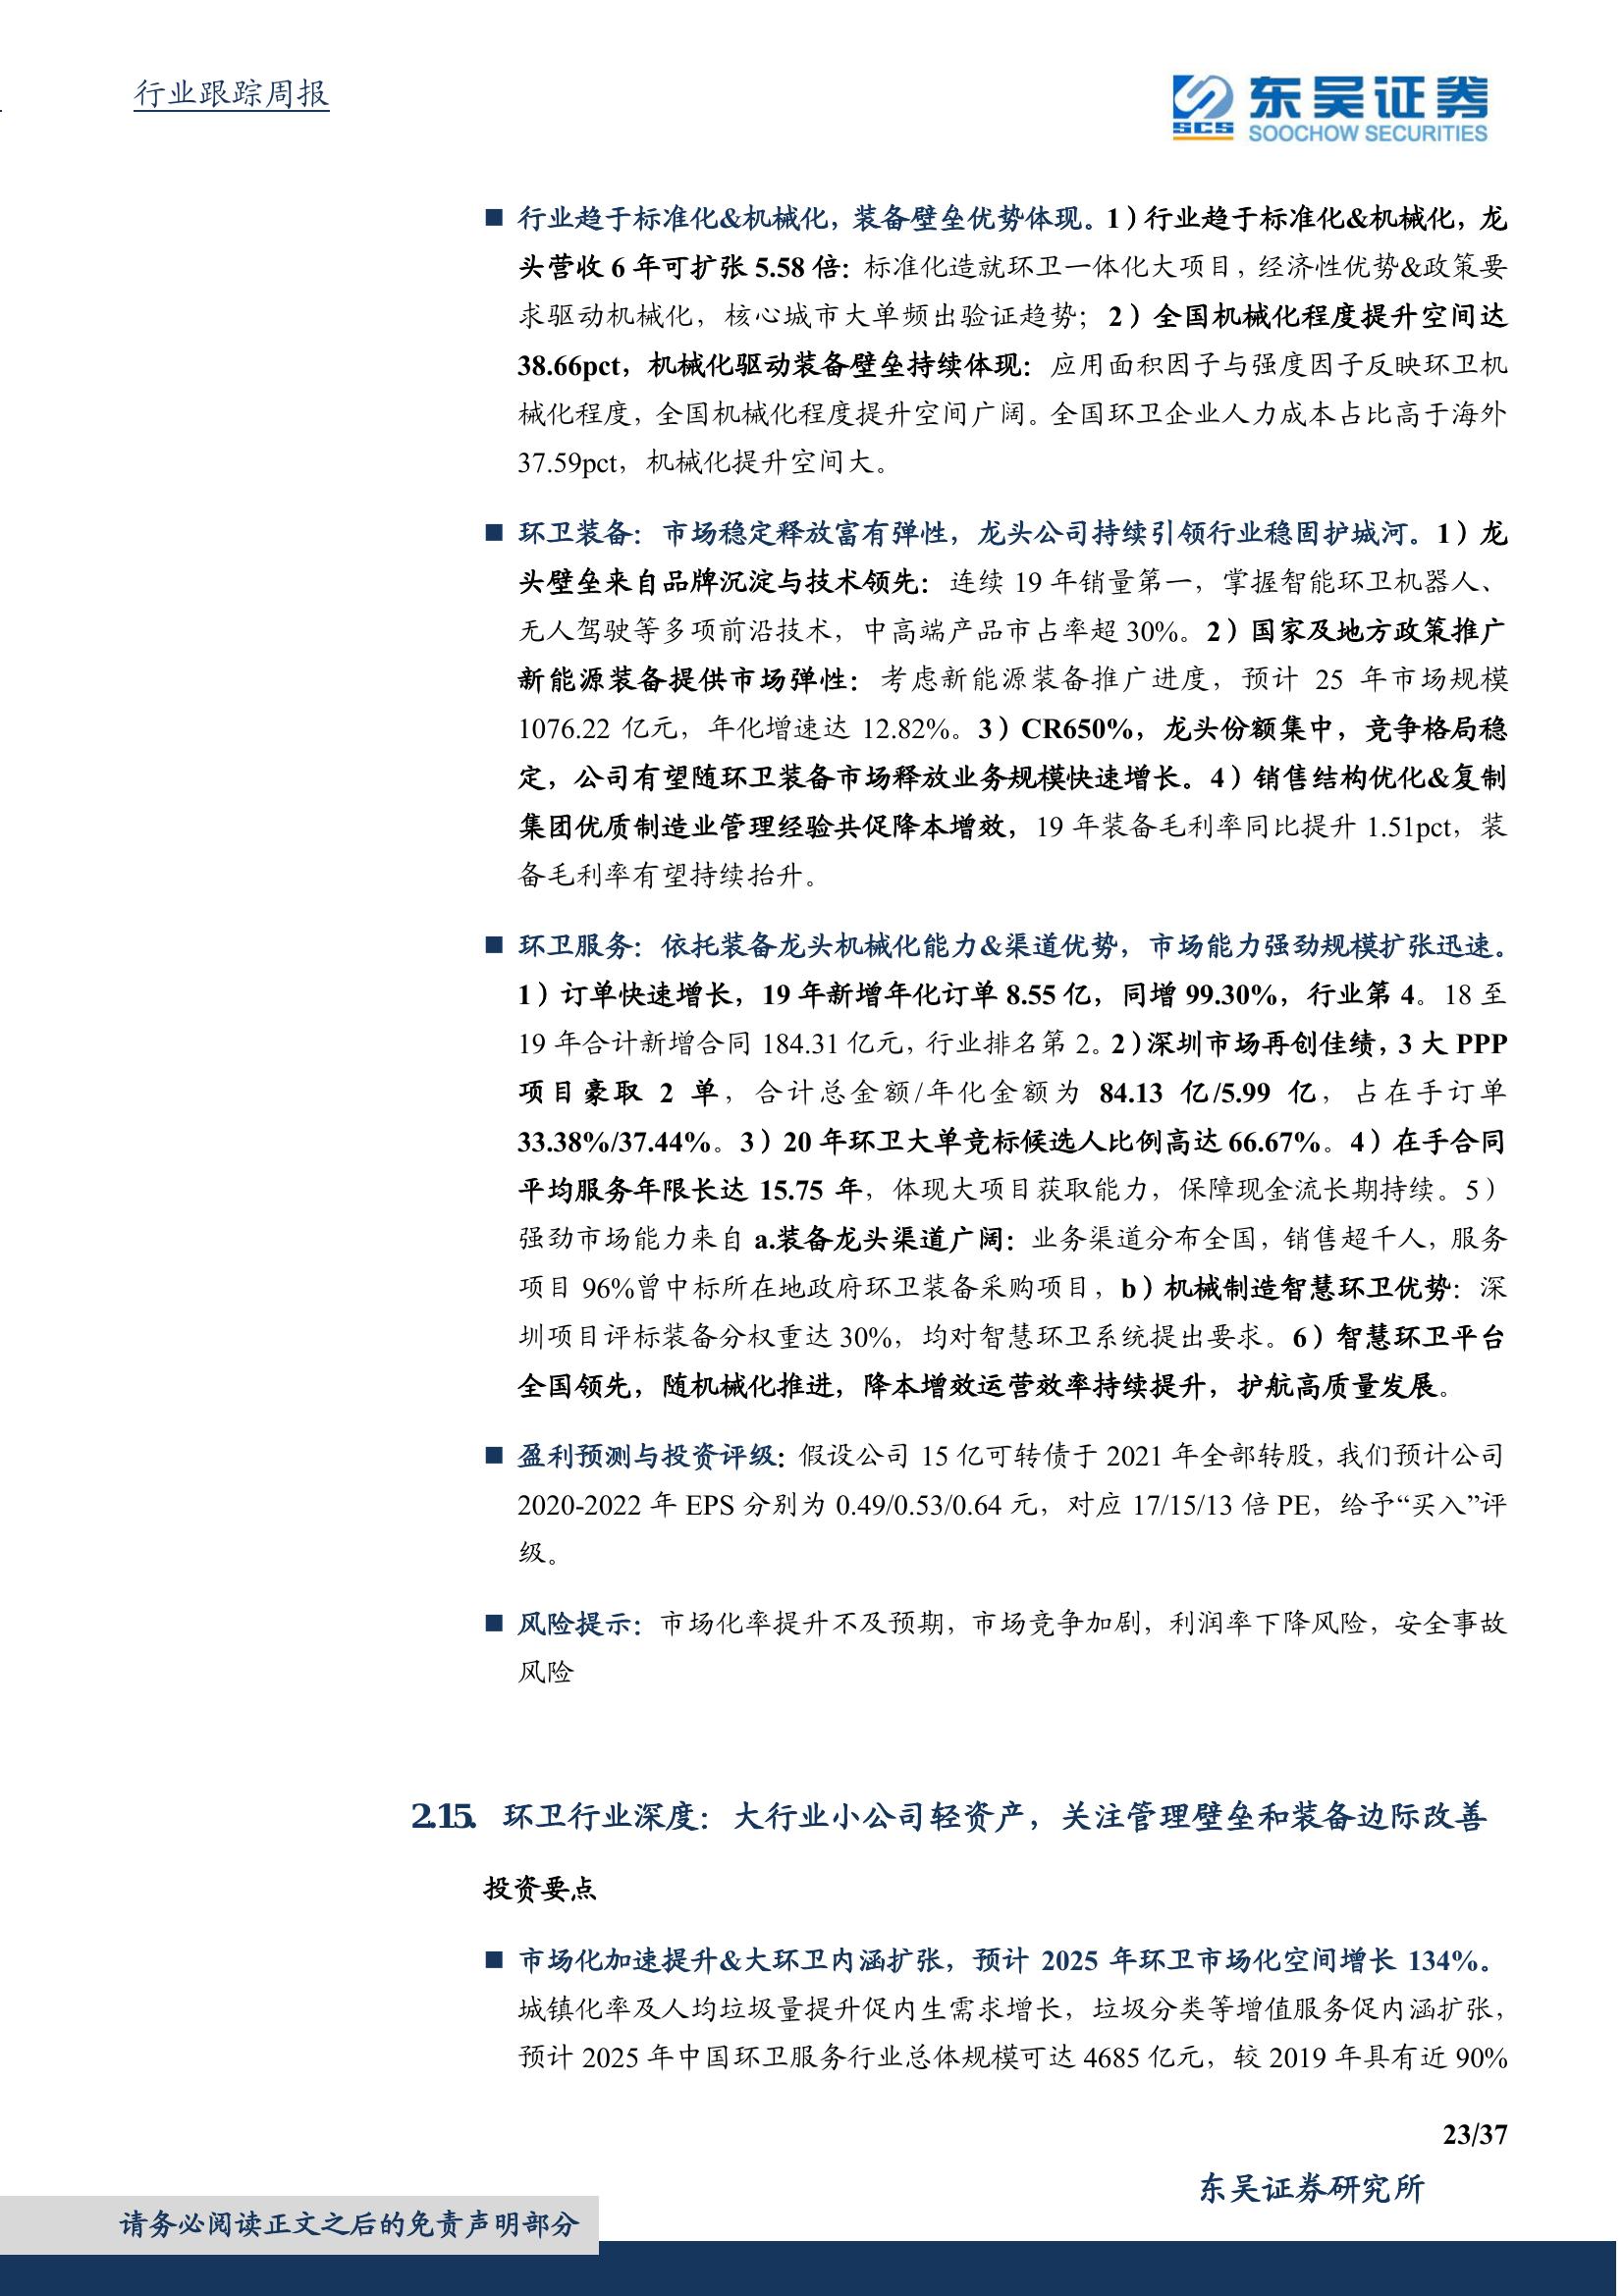 行业跟踪周报
SCS
东吴证券
SOOCHOW SECURITIES
■ 行业趋于标准化&机械化，装备壁垒优势体现。1）行业趋于标准化&机械化，龙
头营收 6 年可扩张 5.58 倍：标准化造就环卫一体化大项目，经济性优势&政策要
求驱动机械化，核心城市大单频出验证趋势；2）全国机械化程度提升空间达
38.66pct，机械化驱动装备壁垒持续体现：应用面积因子与强度因子反映环卫机
械化程度，全国机械化程度提升空间广阔。全国环卫企业人力成本占比高于海外
37.59pct，机械化提升空间大。
■ 环卫装备：市场稳定释放富有弹性，龙头公司持续引领行业稳固护城河。1）龙
头壁垒来自品牌沉淀与技术领先：连续 19 年销量第一，掌握智能环卫机器人、
无人驾驶等多项前沿技术，中高端产品市占率超 30%。2）国家及地方政策推广
新能源装备提供市场弹性：考虑新能源装备推广进度，预计 25 年市场规模
1076.22 亿元，年化增速达 12.82%。3）CR650%，龙头份额集中，竞争格局稳
定，公司有望随环卫装备市场释放业务规模快速增长。4）销售结构优化&复制
集团优质制造业管理经验共促降本增效，19 年装备毛利率同比提升 1.51pct，装
备毛利率有望持续抬升。
■ 环卫服务：依托装备龙头机械化能力&渠道优势，市场能力强劲规模扩张迅速。
1）订单快速增长，19 年新增年化订单 8.55 亿，同增 99.30%，行业第 4。18 至
19 年合计新增合同 184.31 亿元，行业排名第 2。2）深圳市场再创佳绩，3 大 PPP
项目豪取 2 单，合计总金额/年化金额为 84.13 亿/5.99 亿，占在手订单
33.38%/37.44%。3）20 年环卫大单竞标候选人比例高达 66.67%。4）在手合同
平均服务年限长达 15.75 年，体现大项目获取能力，保障现金流长期持续。5）
强劲市场能力来自 a.装备龙头渠道广阔：业务渠道分布全国，销售超千人，服务
项目 96%曾中标所在地政府环卫装备采购项目，b）机械制造智慧环卫优势：深
圳项目评标装备分权重达 30%，均对智慧环卫系统提出要求。6）智慧环卫平台
全国领先，随机械化推进，降本增效运营效率持续提升，护航高质量发展。
■ 盈利预测与投资评级：假设公司 15 亿可转债于 2021 年全部转股，我们预计公司
2020-2022 年 EPS 分别为 0.49/0.53/0.64 元，对应 17/15/13 倍 PE，给予“买入”评
级。
■ 风险提示：市场化率提升不及预期，市场竞争加剧，利润率下降风险，安全事故
风险
2.15. 环卫行业深度：大行业小公司轻资产，关注管理壁垒和装备边际改善
投资要点
■ 市场化加速提升&大环卫内涵扩张，预计 2025 年环卫市场化空间增长 134%。
城镇化率及人均垃圾量提升促内生需求增长，垃圾分类等增值服务促内涵扩张，
预计 2025 年中国环卫服务行业总体规模可达 4685 亿元，较 2019 年具有近 90%
23/37
东吴证券研究所
请务必阅读正文之后的免责声明部分